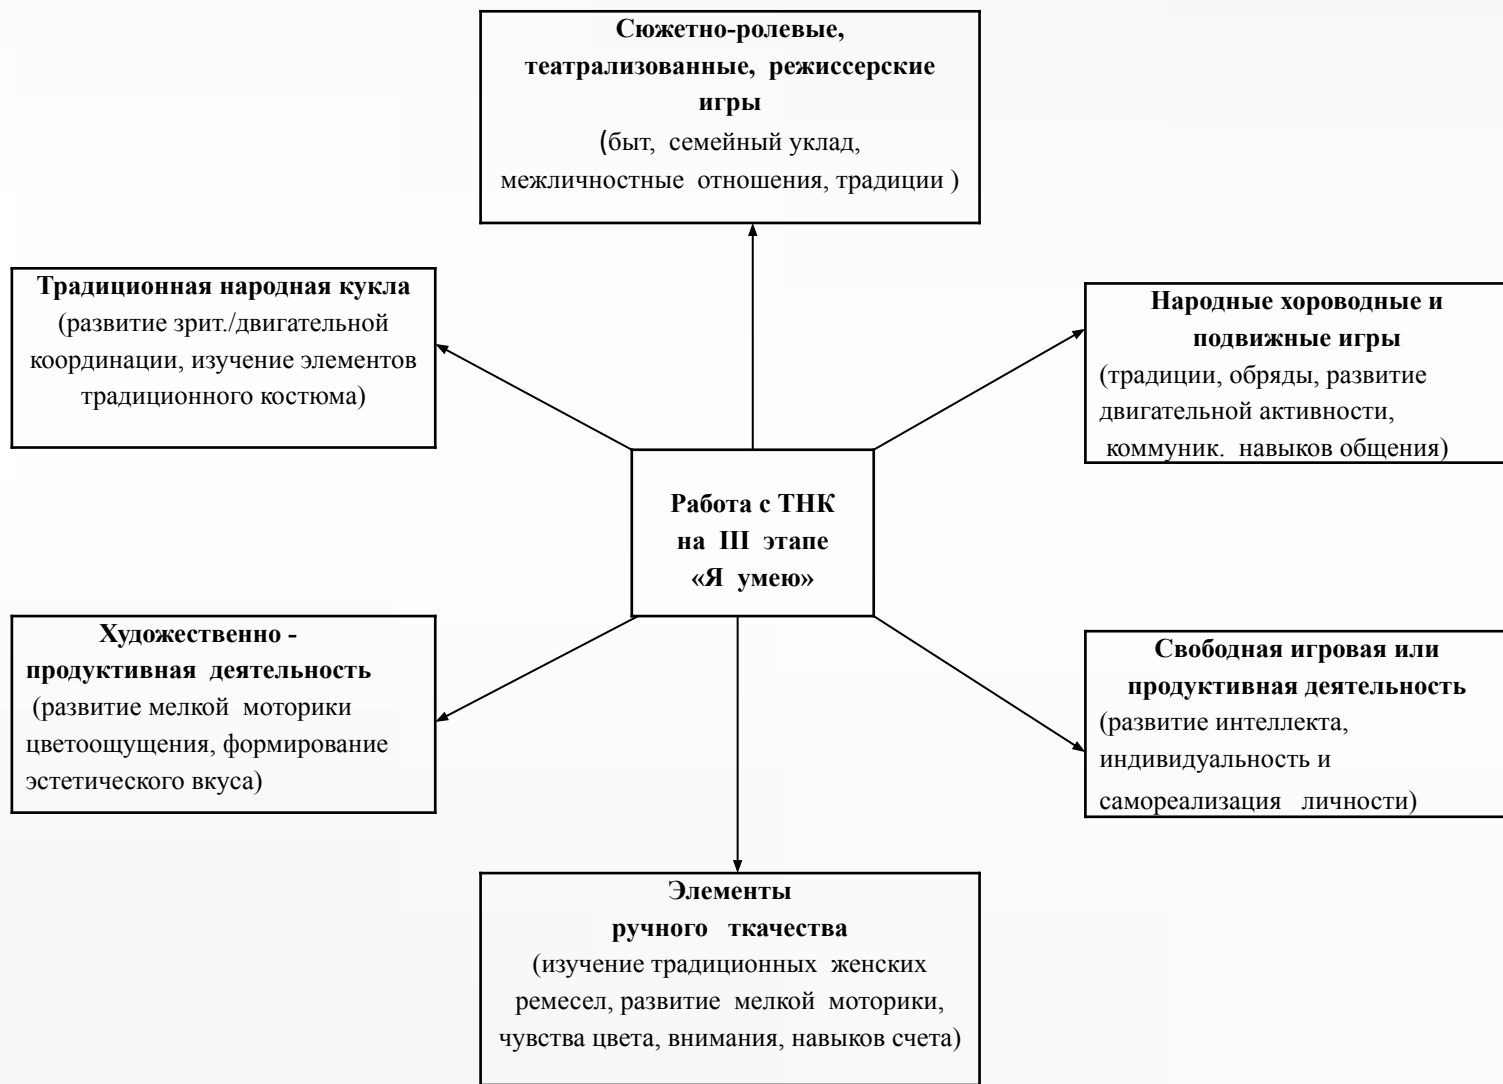 Сюжетно-ролевые,
театрализованные, режиссерские
игры
(быт, семейный уклад,
межличностные отношения, традиции )
Традиционная народная кукла
(развитие зрит./двигательной
координации, изучение элементов
традиционного костюма)
Народные хороводные и
подвижные игры
(традиции, обряды, развитие
двигательной активности,
коммуник. навыков общения)
Работа с ТНК
на III этапе
«Я умею»
Художественно -
продуктивная деятельность
(развитие мелкой моторики
цветоощущения, формирование
эстетического вкуса)
Свободная игровая или
продуктивная деятельность
(развитие интеллекта,
индивидуальность и
самореализация личности)
Элементы
ручного ткачества
(изучение традиционных женских
ремесел, развитие мелкой моторики,
чувства цвета, внимания, навыков счета)